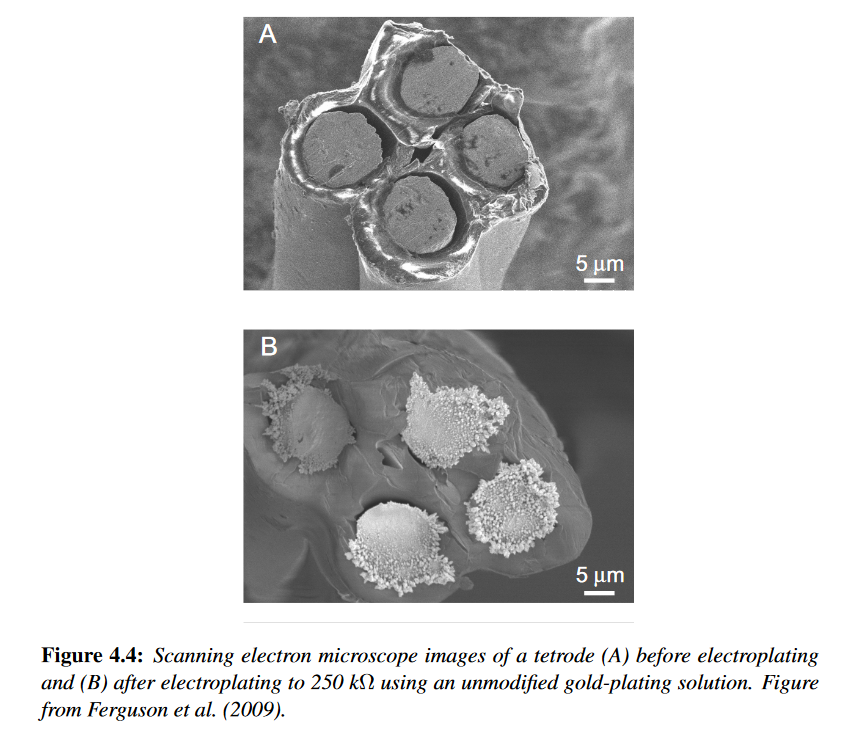 A
5 μm
B
5 μm
Figure 4.4: Scanning electron microscope images of a tetrode (A) before electroplating
and (B) after electroplating to 250 kΩ using an unmodified gold-plating solution. Figure
from Ferguson et al. (2009).